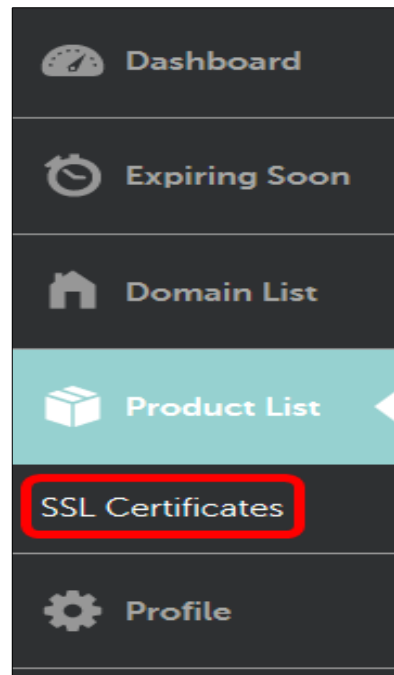 Dashboard
Expiring Soon
Domain List
Product List
SSL Certificates
Profile